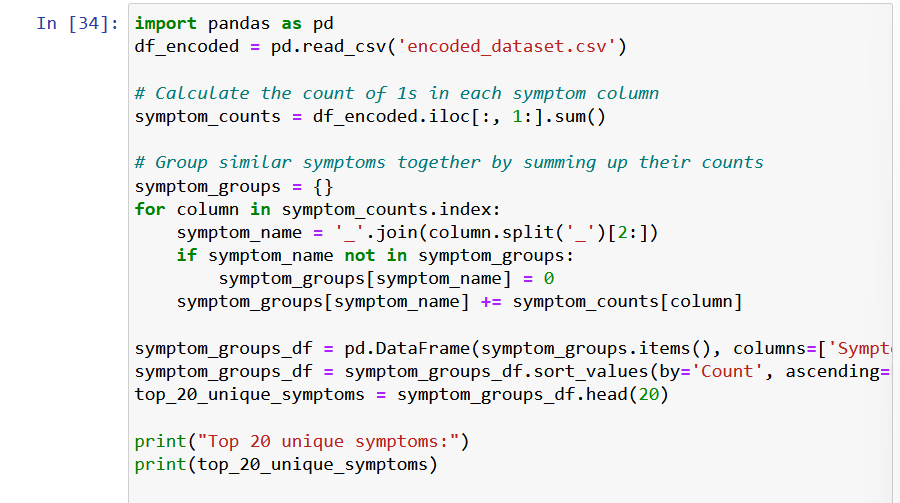 In [34]: import pandas as pd
df_encoded = pd.read_csv('encoded_dataset.csv')
# Calculate the count of 1s in each symptom column
symptom_counts = df_encoded.iloc[:, 1:].sum()
# Group similar symptoms together by summing up their counts
symptom_groups = {}
for column in symptom_counts.index:
    symptom_name = '_'.join(column.split('_')[2:])
    if symptom_name not in symptom_groups:
        symptom_groups[symptom_name] = 0
    symptom_groups[symptom_name] += symptom_counts[column]
symptom_groups_df = pd.DataFrame(symptom_groups.items(), columns=['Sympt
symptom_groups_df = symptom_groups_df.sort_values(by='Count', ascending=
top_20_unique_symptoms = symptom_groups_df.head(20)
print("Top 20 unique symptoms:")
print(top_20_unique_symptoms)